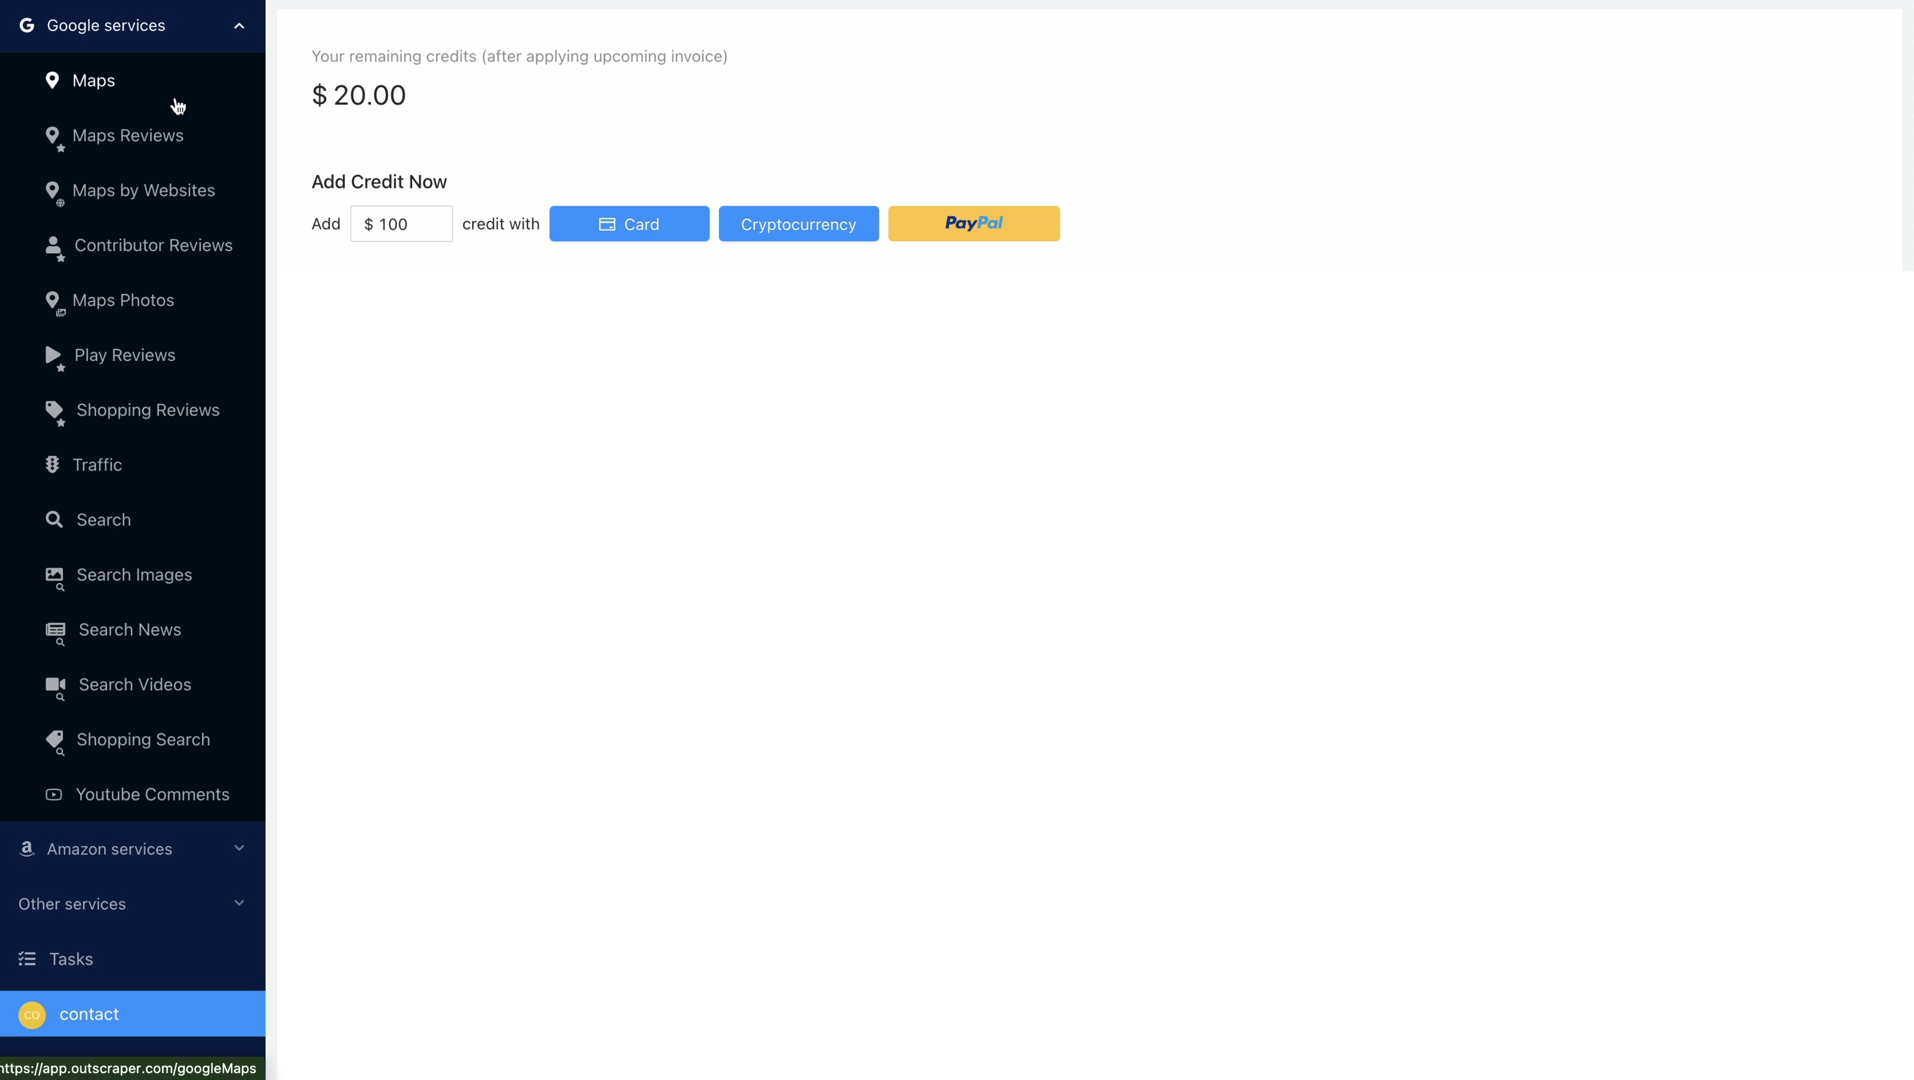 Google services
Maps
Maps Reviews
Maps by Websites
Contributor Reviews
Maps Photos
Play Reviews
Shopping Reviews
Traffic
Search
Search Images
Search News
Search Videos
Shopping Search
Youtube Comments
Amazon services
Other services
Tasks
CO contact
https://app.outscraper.com/googleMaps
Your remaining credits (after applying upcoming invoice)
$ 20.00
Add Credit Now
Add $ 100 credit with Card Cryptocurrency PayPal